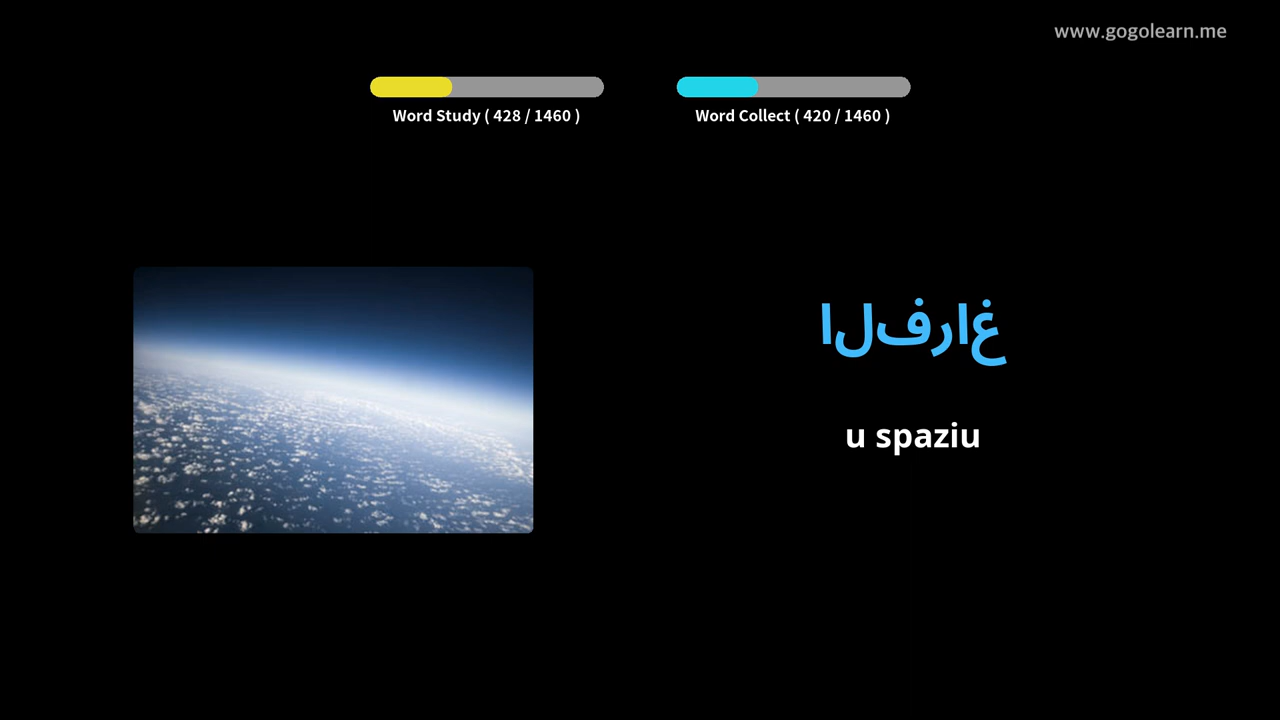 www.gogolearn.me
Word Study ( 428 / 1460 )
Word Collect ( 420 / 1460 )
الفراغ
u spaziu